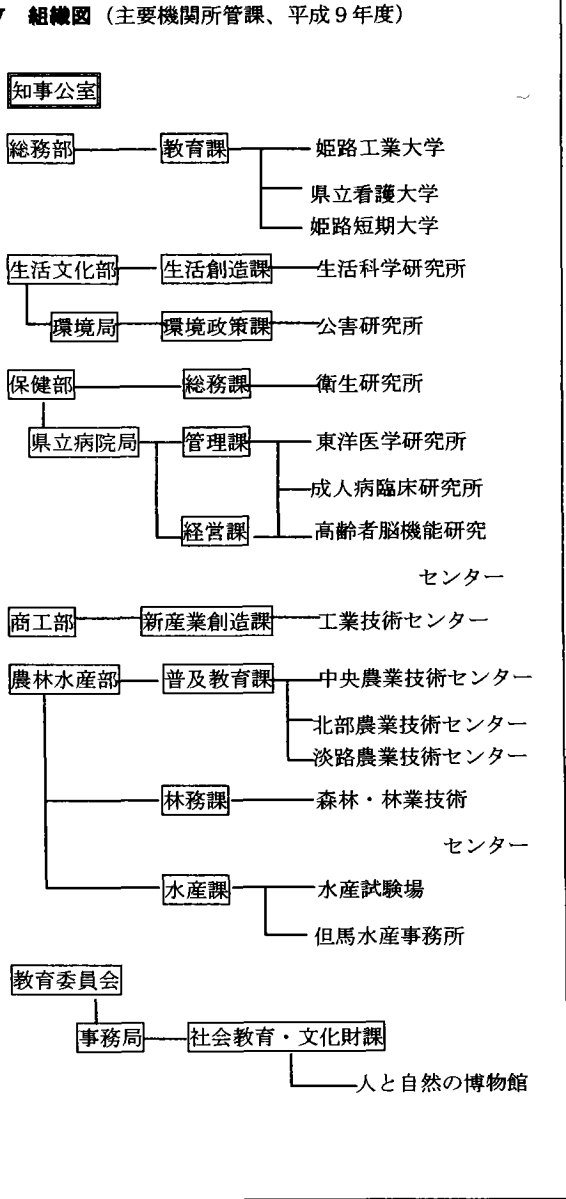 組織図（主要機関所管課、平成９年度）
知事公室
総務部 教育課 姫路工業大学
県立看護大学
姫路短期大学
生活文化部 生活創造課 生活科学研究所
環境局 環境政策課 公害研究所
保健部 総務課 衛生研究所
県立病院局 管理課 東洋医学研究所
成人病臨床研究所
経営課 高齢者脳機能研究
センター
商工部 新産業創造課 工業技術センター
農林水産部 普及教育課 中央農業技術センター
北部農業技術センター
淡路農業技術センター
林務課 森林・林業技術
センター
水産課 水産試験場
但馬水産事務所
教育委員会
事務局 社会教育・文化財課
人と自然の博物館